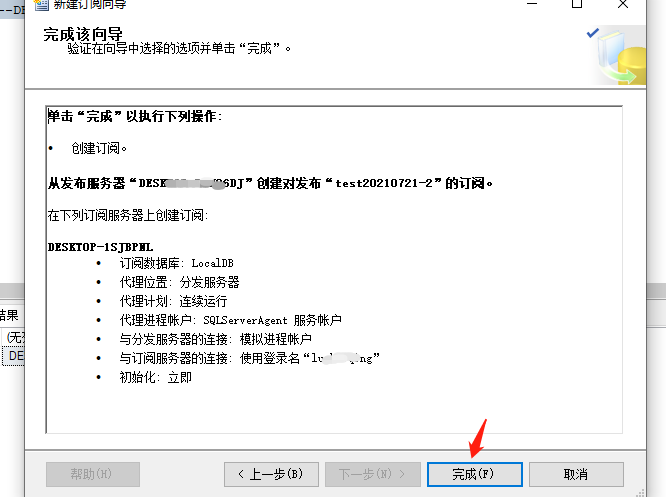 --DE
新建订阅向导
完成该向导
验证在向导中选择的选项并单击“完成”。
单击“完成”以执行下列操作:
• 创建订阅。
从发布服务器“DESK 6DJ”创建对发布“test20210721-2”的订阅。
在下列订阅服务器上创建订阅:
DESKTOP-1SJBPNL
• 订阅数据库: LocalDB
• 代理位置: 分发服务器
• 代理计划: 连续运行
• 代理进程帐户: SQLServerAgent 服务帐户
• 与分发服务器的连接: 模拟进程帐户
• 与订阅服务器的连接: 使用登录名“lu ng”
• 初始化: 立即
结果
DE
帮助(H)
< 上一步(B)
下一步(N) >
完成(F)
取消